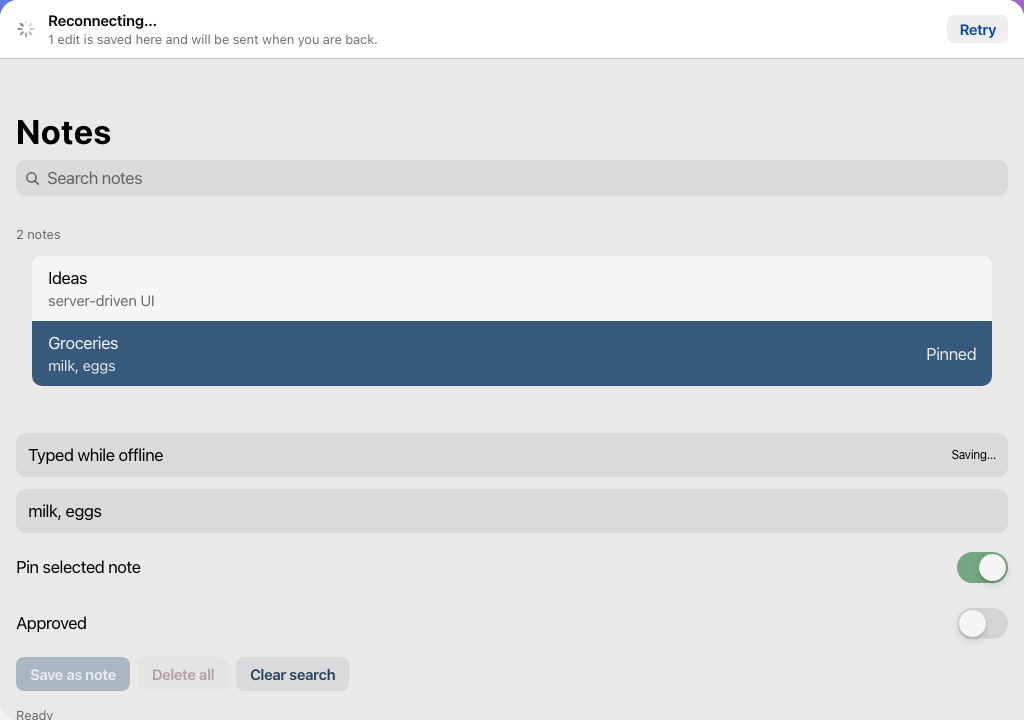 Reconnecting...
1 edit is saved here and will be sent when you are back.
Retry
Notes
Search notes
2 notes
Ideas
server-driven UI
Groceries
milk, eggs
Pinned
Typed while offline
Saving...
milk, eggs
Pin selected note
Approved
Save as note
Delete all
Clear search
Ready